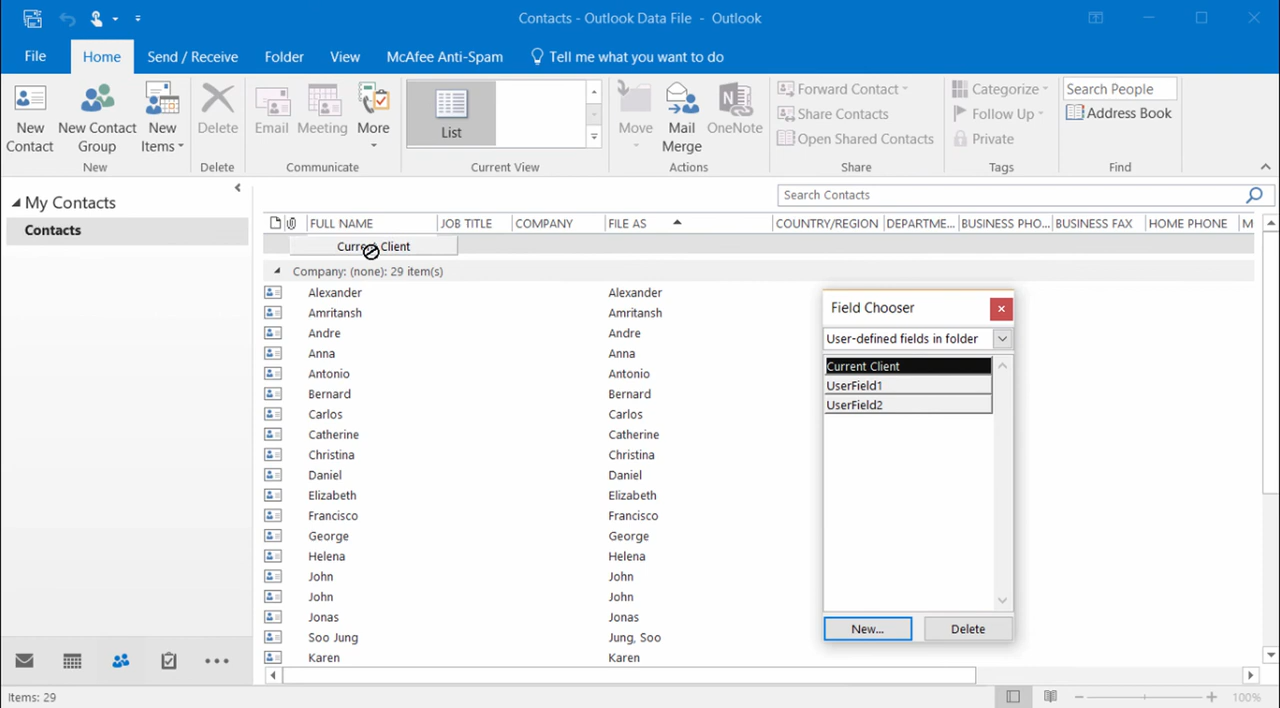 Contacts - Outlook Data File - Outlook
File Home Send / Receive Folder View McAfee Anti-Spam Tell me what you want to do
New Contact
New Contact Group
New Items
New
Delete
Delete
Email
Meeting
More
Communicate
List
Current View
Move
Mail Merge
OneNote
Actions
Forward Contact
Share Contacts
Open Shared Contacts
Share
Categorize
Follow Up
Private
Tags
Search People
Address Book
Find
My Contacts
Contacts
Search Contacts
FULL NAME JOB TITLE COMPANY FILE AS COUNTRY/REGION DEPARTME... BUSINESS PHO... BUSINESS FAX HOME PHONE M
Current Client
Company: (none): 29 item(s)
Alexander Alexander
Amritansh Amritansh
Andre Andre
Anna Anna
Antonio Antonio
Bernard Bernard
Carlos Carlos
Catherine Catherine
Christina Christina
Daniel Daniel
Elizabeth Elizabeth
Francisco Francisco
George George
Helena Helena
John John
John John
Jonas Jonas
Soo Jung Jung, Soo
Karen Karen
Field Chooser
User-defined fields in folder
Current Client
UserField1
UserField2
New... Delete
Items: 29
100%